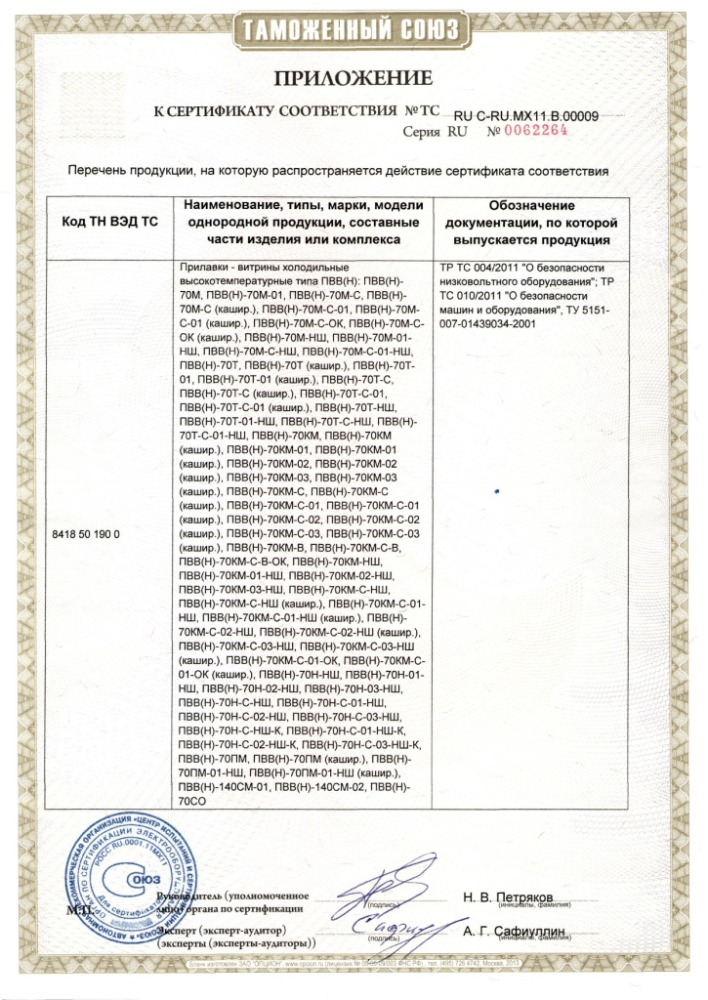 ТАМОЖЕННЫЙ СОЮЗ
ПРИЛОЖЕНИЕ
К СЕРТИФИКАТУ СООТВЕТСТВИЯ № ТС RU С-RU.МХ11.В.00009
Серия RU № 0062264
Перечень продукции, на которую распространяется действие сертификата соответствия
Код ТН ВЭД ТС
Наименование, типы, марки, модели
однородной продукции, составные
части изделия или комплекса
Обозначение
документации, по которой
выпускается продукция
8418 50 190 0
Прилавки - витрины холодильные
высокотемпературные типа ПВВ(Н): ПВВ(Н)-
70М, ПВВ(Н)-70М-01, ПВВ(Н)-70М-С, ПВВ(Н)-
70М-С (кашир.), ПВВ(Н)-70М-С-01, ПВВ(Н)-70М-
С-01 (кашир.), ПВВ(Н)-70М-С-ОК, ПВВ(Н)-70М-С-
ОК (кашир.), ПВВ(Н)-70М-НШ, ПВВ(Н)-70М-01-
НШ, ПВВ(Н)-70М-С-НШ, ПВВ(Н)-70М-С-01-НШ,
ПВВ(Н)-70Т, ПВВ(Н)-70Т (кашир.), ПВВ(Н)-70Т-
01, ПВВ(Н)-70Т-01 (кашир.), ПВВ(Н)-70Т-С,
ПВВ(Н)-70Т-С (кашир.), ПВВ(Н)-70Т-С-01,
ПВВ(Н)-70Т-С-01 (кашир.), ПВВ(Н)-70Т-НШ,
ПВВ(Н)-70Т-01-НШ, ПВВ(Н)-70Т-С-НШ, ПВВ(Н)-
70Т-С-01-НШ, ПВВ(Н)-70КМ, ПВВ(Н)-70КМ
(кашир.), ПВВ(Н)-70КМ-01, ПВВ(Н)-70КМ-01
(кашир.), ПВВ(Н)-70КМ-02, ПВВ(Н)-70КМ-02
(кашир.), ПВВ(Н)-70КМ-03, ПВВ(Н)-70КМ-03
(кашир.), ПВВ(Н)-70КМ-С, ПВВ(Н)-70КМ-С
(кашир.), ПВВ(Н)-70КМ-С-01, ПВВ(Н)-70КМ-С-01
(кашир.), ПВВ(Н)-70КМ-С-02, ПВВ(Н)-70КМ-С-02
(кашир.), ПВВ(Н)-70КМ-С-03, ПВВ(Н)-70КМ-С-03
(кашир.), ПВВ(Н)-70КМ-В, ПВВ(Н)-70КМ-С-В,
ПВВ(Н)-70КМ-С-В-ОК, ПВВ(Н)-70КМ-НШ,
ПВВ(Н)-70КМ-01-НШ, ПВВ(Н)-70КМ-02-НШ,
ПВВ(Н)-70КМ-03-НШ, ПВВ(Н)-70КМ-С-НШ,
ПВВ(Н)-70КМ-С-НШ (кашир.), ПВВ(Н)-70КМ-С-01-
НШ, ПВВ(Н)-70КМ-С-01-НШ (кашир.), ПВВ(Н)-
70КМ-С-02-НШ, ПВВ(Н)-70КМ-С-02-НШ (кашир.),
ПВВ(Н)-70КМ-С-03-НШ, ПВВ(Н)-70КМ-С-03-НШ
(кашир.), ПВВ(Н)-70КМ-С-01-ОК, ПВВ(Н)-70КМ-С-
01-ОК (кашир.), ПВВ(Н)-70Н-НШ, ПВВ(Н)-70Н-01-
НШ, ПВВ(Н)-70Н-02-НШ, ПВВ(Н)-70Н-03-НШ,
ПВВ(Н)-70Н-С-НШ, ПВВ(Н)-70Н-С-01-НШ,
ПВВ(Н)-70Н-С-02-НШ, ПВВ(Н)-70Н-С-03-НШ,
ПВВ(Н)-70Н-С-НШ-К, ПВВ(Н)-70Н-С-01-НШ-К,
ПВВ(Н)-70Н-С-02-НШ-К, ПВВ(Н)-70Н-С-03-НШ-К,
ПВВ(Н)-70ПМ, ПВВ(Н)-70ПМ (кашир.), ПВВ(Н)-
70ПМ-01-НШ, ПВВ(Н)-70ПМ-01-НШ (кашир.),
ПВВ(Н)-140СМ-01, ПВВ(Н)-140СМ-02, ПВВ(Н)-
70СО
ТР ТС 004/2011 "О безопасности
низковольтного оборудования"; ТР
ТС 010/2011 "О безопасности
машин и оборудования", ТУ 5151-
007-01439034-2001
РОСС RU.0001.11МХ11
СОЮЗ
Для сертификатов
М.П.
Руководитель (уполномоченное
лицо) органа по сертификации
(подпись)
Н. В. Петряков
(инициалы, фамилия)
Эксперт (эксперт-аудитор)
(эксперты (эксперты-аудиторы))
(подпись)
А. Г. Сафиуллин
(инициалы, фамилия)
Бланк изготовлен ЗАО "ОПЦИОН", www.opcion.ru (лицензия № 05-05-09/003 ФНС РФ), тел. (495) 726 4742, Москва, 2013